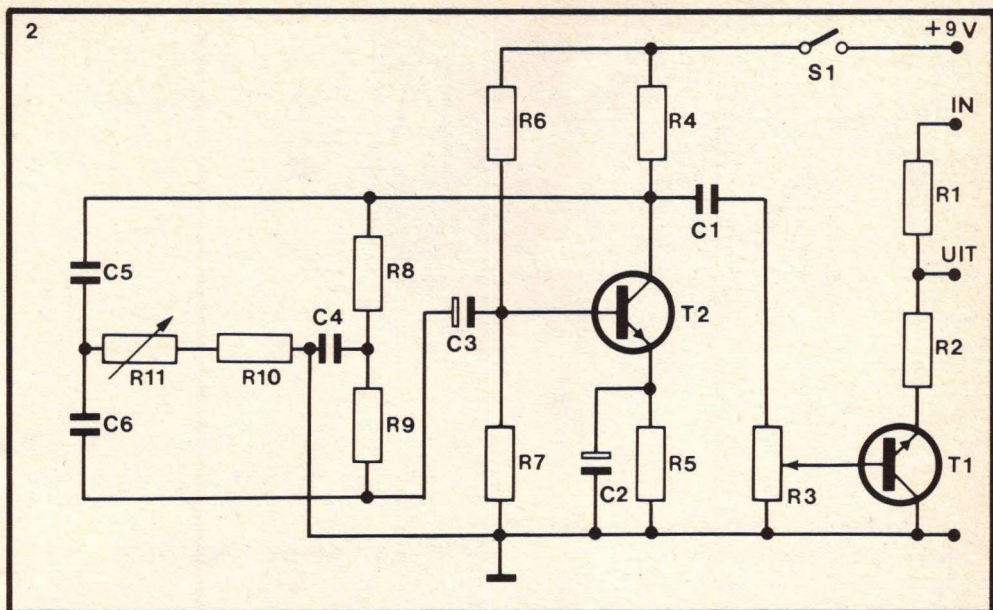 2
+9V
S1
IN
R6
R4
R1
C1
UIT
R8
C5
T2
C4
C3
R2
R11
R10
C6
R9
R7
C2
R5
R3
T1